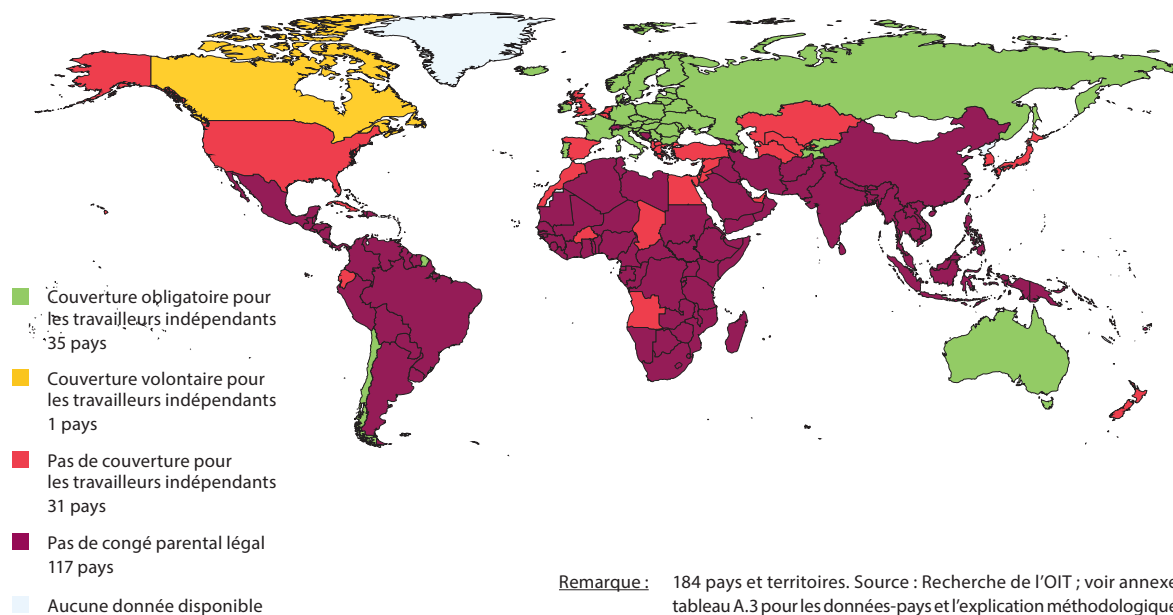 Couverture obligatoire pour
les travailleurs indépendants
35 pays
Couverture volontaire pour
les travailleurs indépendants
1 pays
Pas de couverture pour
les travailleurs indépendants
31 pays
Pas de congé parental légal
117 pays
Aucune donnée disponible
Remarque : 184 pays et territoires. Source : Recherche de l'OIT ; voir annexe
tableau A.3 pour les données-pays et l'explication méthodologique